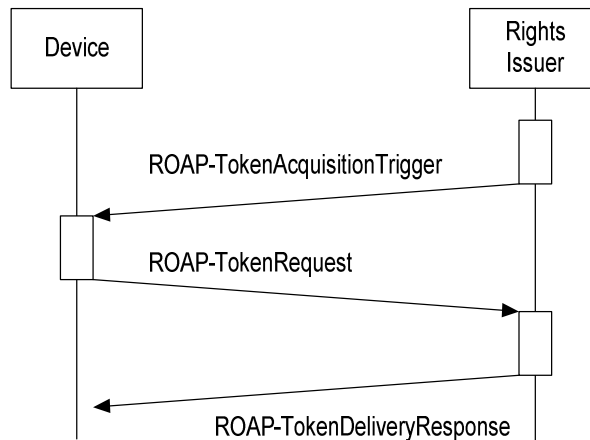 Device
Rights
Issuer
ROAP-TokenAcquisitionTrigger
ROAP-TokenRequest
ROAP-TokenDeliveryResponse